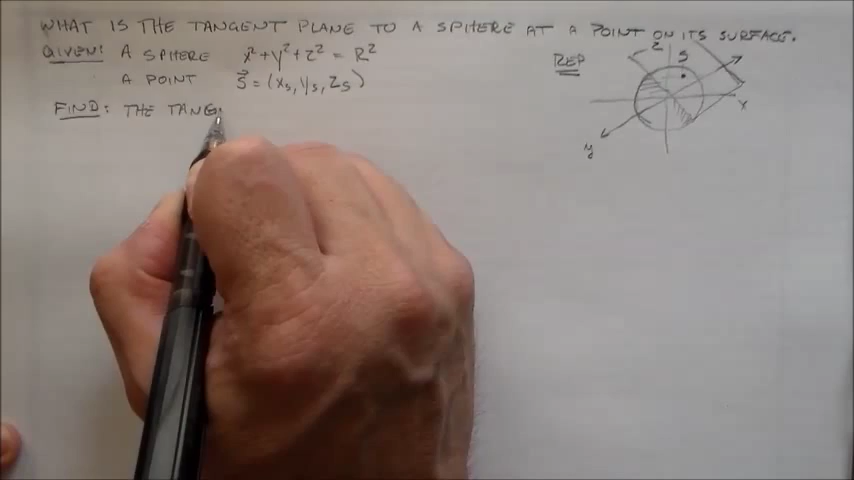 WHAT IS THE TANGENT PLANE TO A SPHERE AT A POINT ON ITS SURFACE.
GIVEN: A SPHERE x² + y² + z² = R²
A POINT S⃗ = (xₛ, yₛ, zₛ)
FIND: THE TANG
REP
z S
x
y